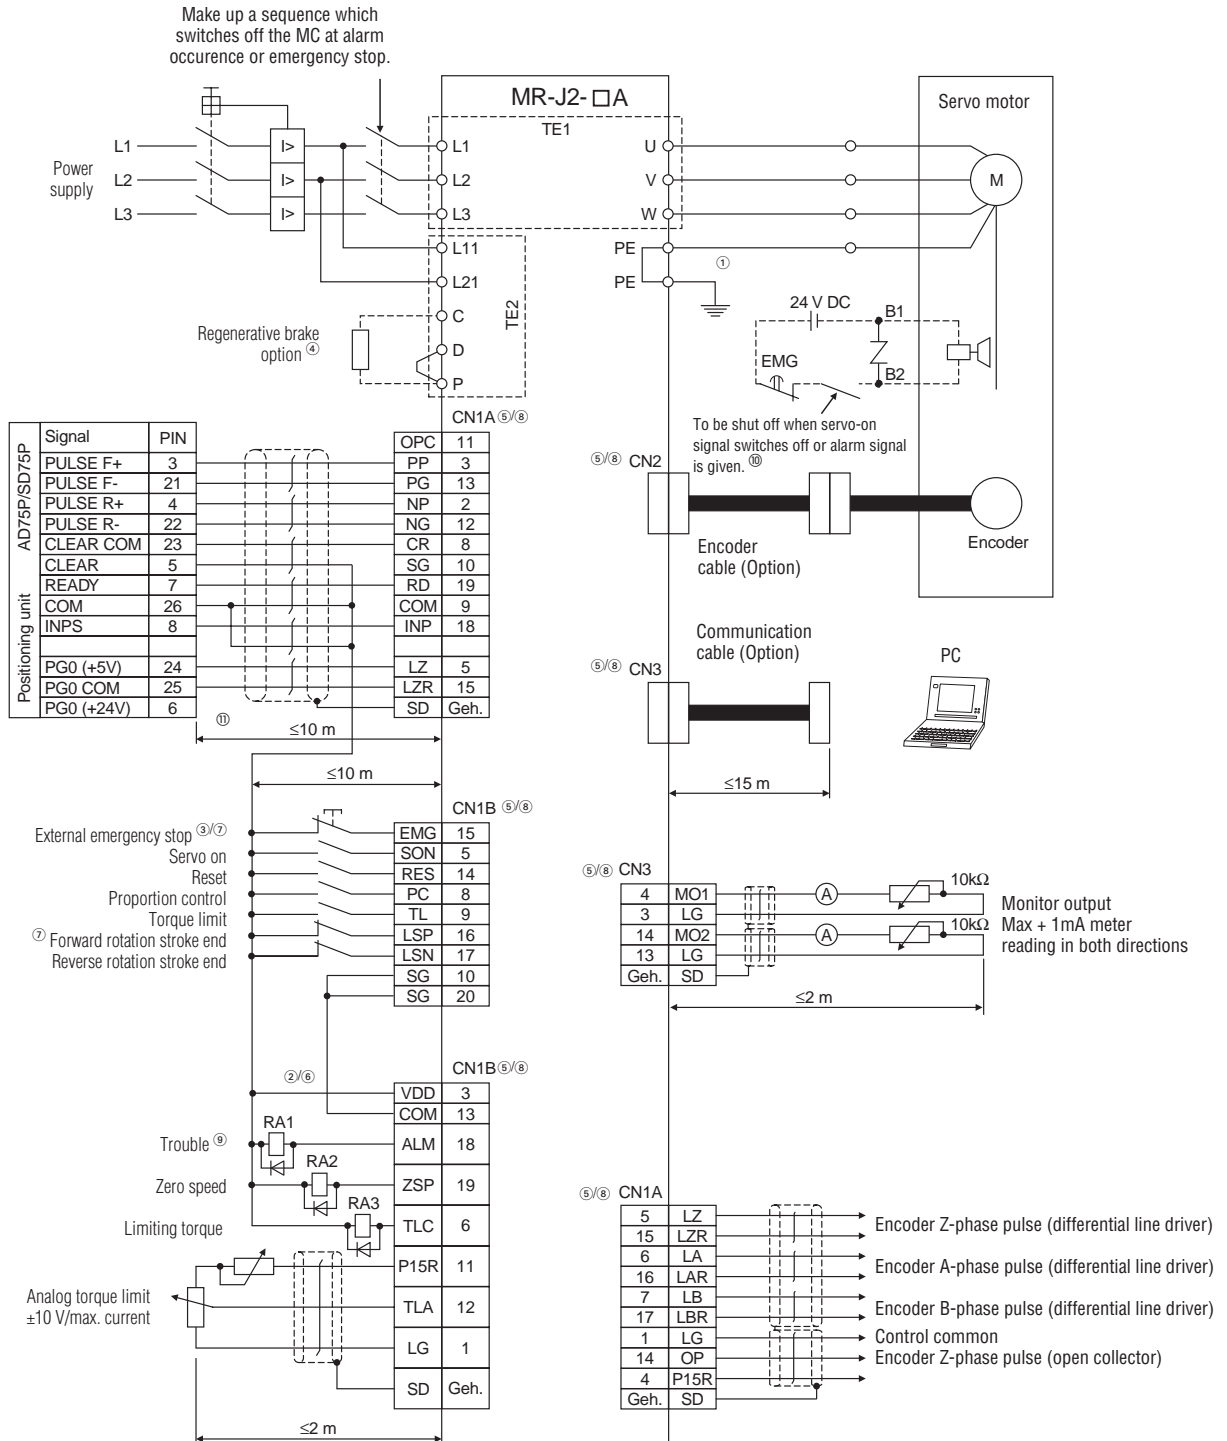 Make up a sequence which
switches off the MC at alarm
occurence or emergency stop.
MR-J2-□A
TE1
Servo motor
Power
supply
L1
L2
L3
I>
I>
I>
L1
L2
L3
L11
L21
C
D
P
TE2
U
V
W
PE
PE
①
M
Regenerative brake
option ④
24 V DC
B1
B2
EMG
To be shut off when servo-on
signal switches off or alarm signal
is given. ⑩
Positioning unit AD75P/SD75P
Signal PIN
PULSE F+ 3
PULSE F- 21
PULSE R+ 4
PULSE R- 22
CLEAR COM 23
CLEAR 5
READY 7
COM 26
INPS 8
PG0 (+5V) 24
PG0 COM 25
PG0 (+24V) 6
CN1A ⑤/⑧
OPC 11
PP 3
PG 13
NP 2
NG 12
CR 8
SG 10
RD 19
COM 9
INP 18
LZ 5
LZR 15
SD Geh.
⑪
≤10 m
≤10 m
⑤/⑧ CN2
Encoder
cable (Option)
Encoder
Communication
cable (Option)
⑤/⑧ CN3
PC
≤15 m
CN1B ⑤/⑧
External emergency stop ③/⑦ EMG 15
Servo on SON 5
Reset RES 14
Proportion control PC 8
Torque limit TL 9
⑦ Forward rotation stroke end LSP 16
Reverse rotation stroke end LSN 17
SG 10
SG 20
⑤/⑧ CN3
4 MO1 A 10kΩ
3 LG
14 MO2 A 10kΩ
13 LG
Geh. SD
Monitor output
Max + 1mA meter
reading in both directions
≤2 m
CN1B ⑤/⑧
②/⑥
VDD 3
COM 13
Trouble ⑨ RA1 ALM 18
Zero speed RA2 ZSP 19
Limiting torque RA3 TLC 6
P15R 11
Analog torque limit
±10 V/max. current
TLA 12
LG 1
SD Geh.
≤2 m
⑤/⑧ CN1A
5 LZ
15 LZR
Encoder Z-phase pulse (differential line driver)
6 LA
16 LAR
Encoder A-phase pulse (differential line driver)
7 LB
17 LBR
Encoder B-phase pulse (differential line driver)
1 LG Control common
14 OP Encoder Z-phase pulse (open collector)
4 P15R
Geh. SD